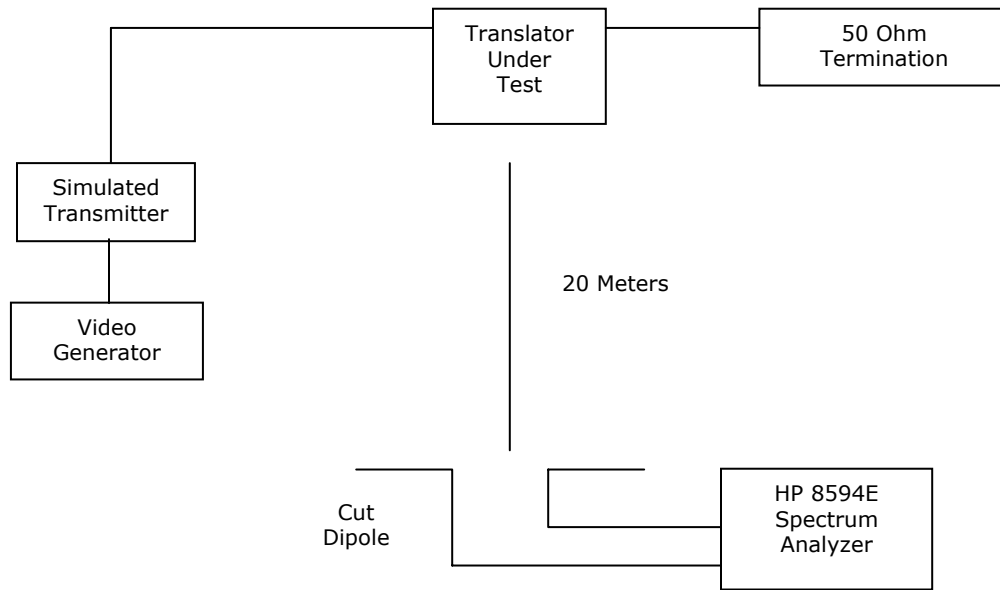 Translator
Under
Test
50 Ohm
Termination
Simulated
Transmitter
20 Meters
Video
Generator
Cut
Dipole
HP 8594E
Spectrum
Analyzer